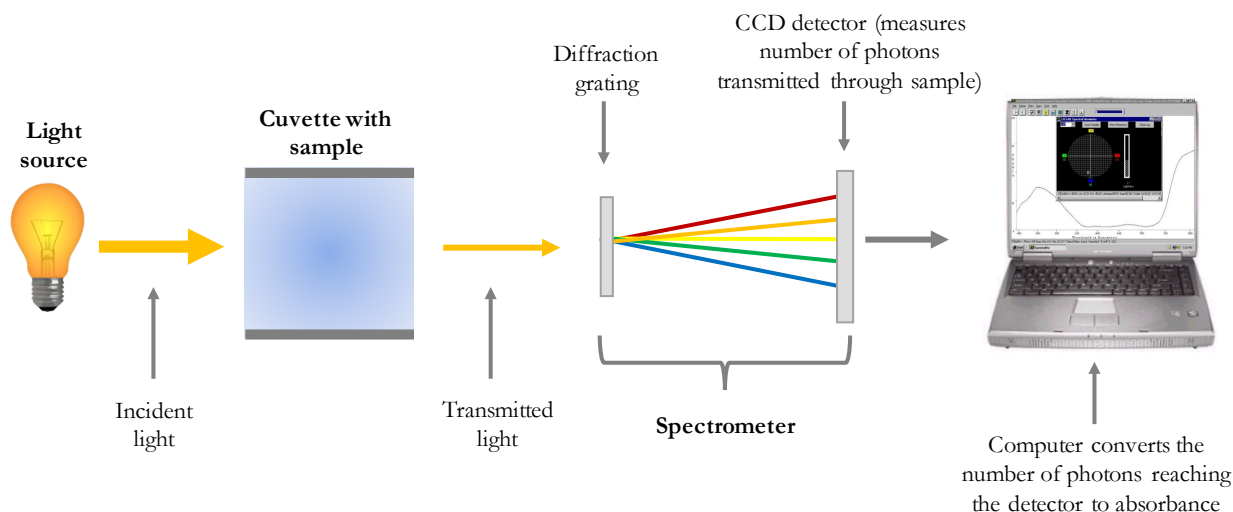 Light
source
Incident
light
Cuvette with
sample
Transmitted
light
Diffraction
grating
CCD detector (measures
number of photons
transmitted through sample)
Spectrometer
Computer converts the
number of photons reaching
the detector to absorbance